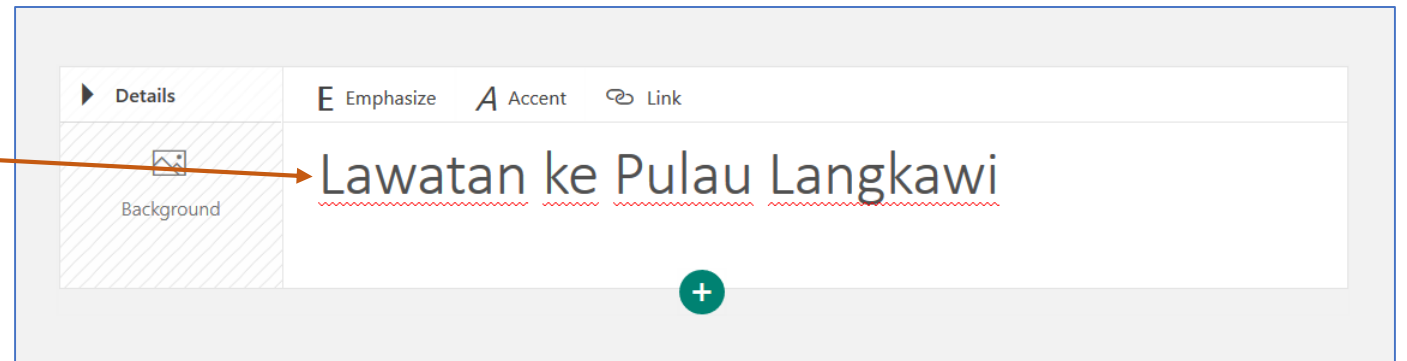 Details
E Emphasize A Accent Link
Lawatan ke Pulau Langkawi
Background